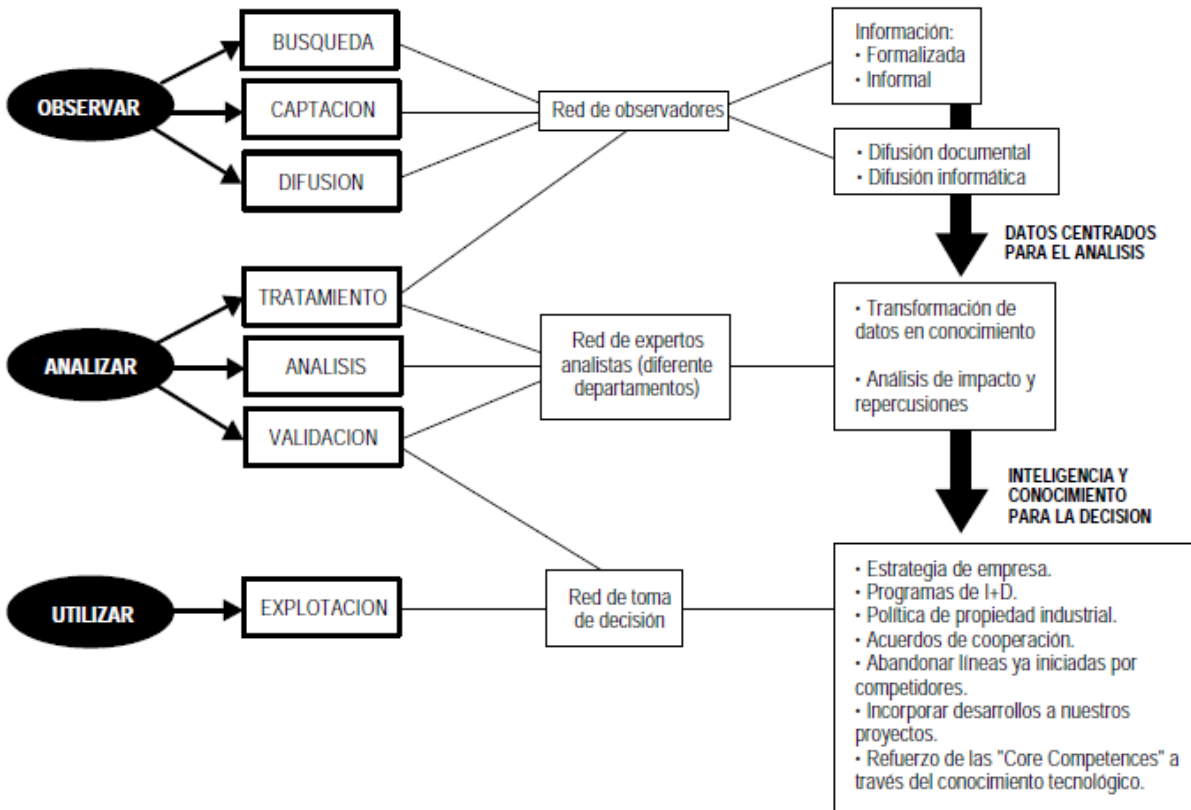 OBSERVAR
BUSQUEDA
CAPTACION
DIFUSION
Red de observadores
Información:
• Formalizada
• Informal
• Difusión documental
• Difusión informática
DATOS CENTRADOS
PARA EL ANALISIS
ANALIZAR
TRATAMIENTO
ANALISIS
VALIDACION
Red de expertos
analistas (diferente
departamentos)
• Transformación de
datos en conocimiento
• Análisis de impacto y
repercusiones
INTELIGENCIA Y
CONOCIMIENTO
PARA LA DECISION
UTILIZAR
EXPLOTACION
Red de toma
de decisión
• Estrategia de empresa.
• Programas de I+D.
• Política de propiedad industrial.
• Acuerdos de cooperación.
• Abandonar líneas ya iniciadas por
competidores.
• Incorporar desarrollos a nuestros
proyectos.
• Refuerzo de las "Core Competences" a
través del conocimiento tecnológico.